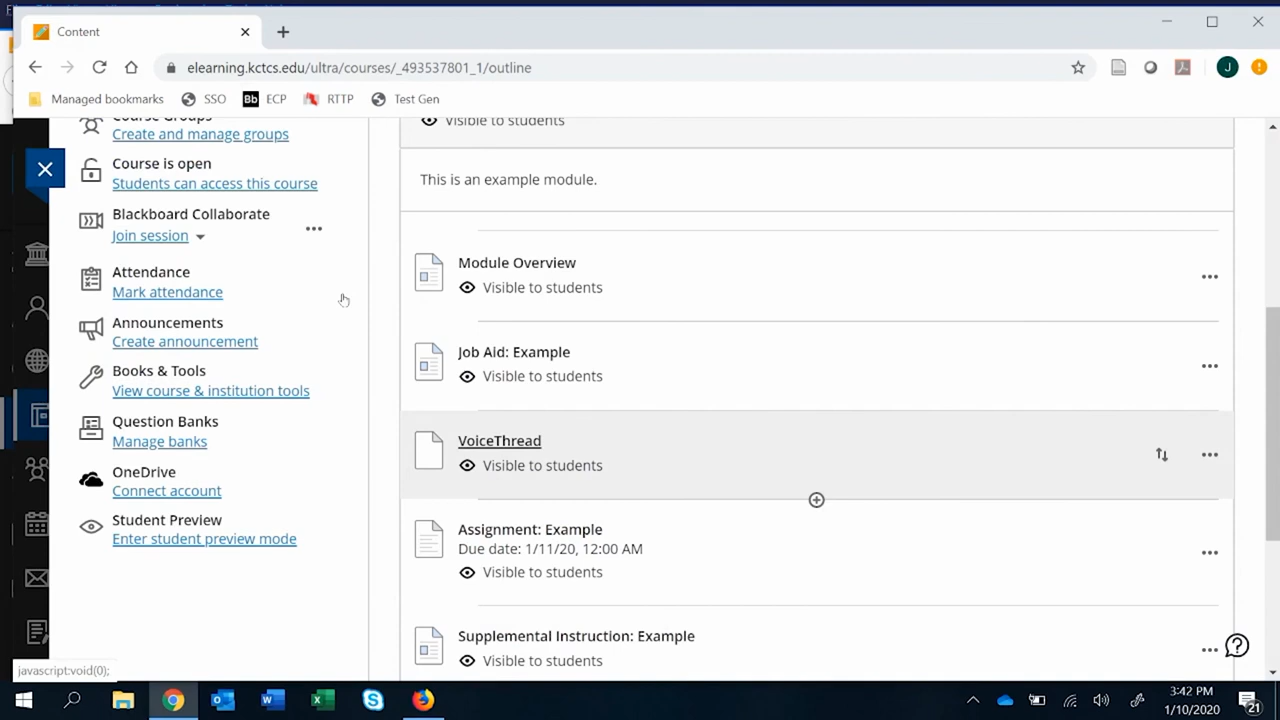 Content
elearning.kctcs.edu/ultra/courses/_493537801_1/outline
J
Managed bookmarks
SSO
Bb
ECP
RTTP
Test Gen
Course Groups
Create and manage groups
Course is open
Students can access this course
Blackboard Collaborate
Join session
Attendance
Mark attendance
Announcements
Create announcement
Books & Tools
View course & institution tools
Question Banks
Manage banks
OneDrive
Connect account
Student Preview
Enter student preview mode
javascript:void(0);
Visible to students
This is an example module.
Module Overview
Visible to students
Job Aid: Example
Visible to students
VoiceThread
Visible to students
Assignment: Example
Due date: 1/11/20, 12:00 AM
Visible to students
Supplemental Instruction: Example
Visible to students
3:42 PM
1/10/2020
21